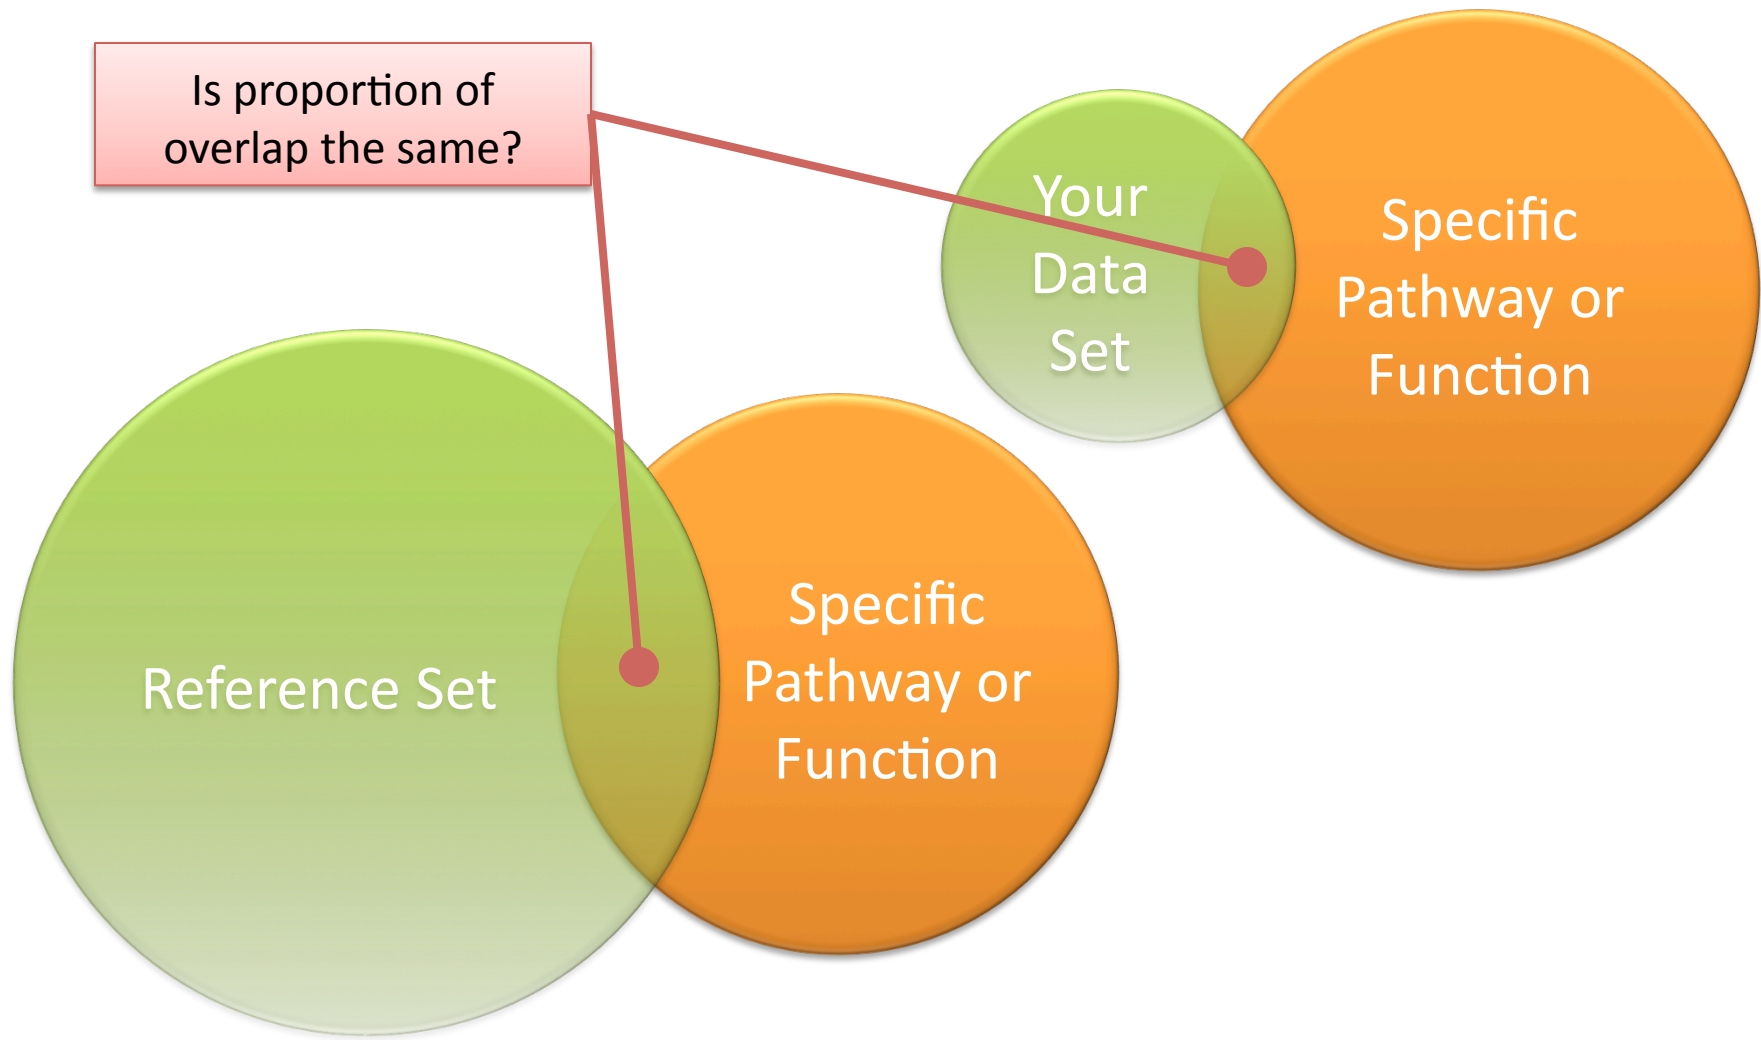 Is proportion of
overlap the same?
Your
Data
Set
Specific
Pathway or
Function
Reference Set
Specific
Pathway or
Function